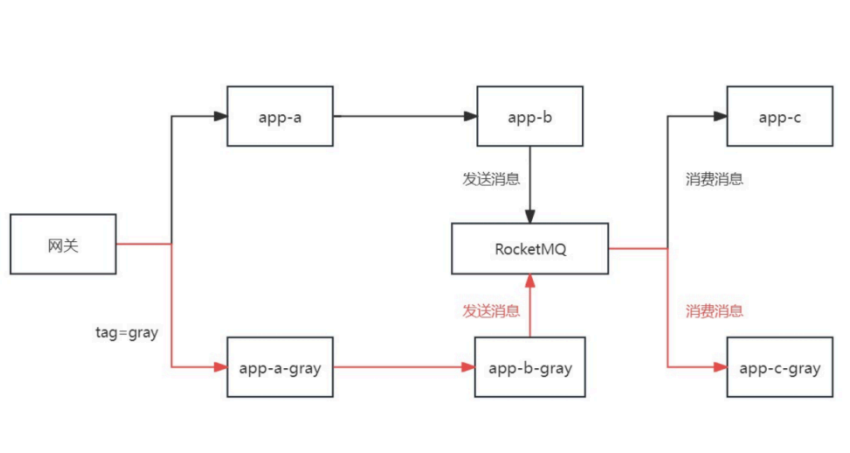 app-a
app-b
app-c
发送消息
消费消息
网关
RocketMQ
发送消息
消费消息
tag=gray
app-a-gray
app-b-gray
app-c-gray